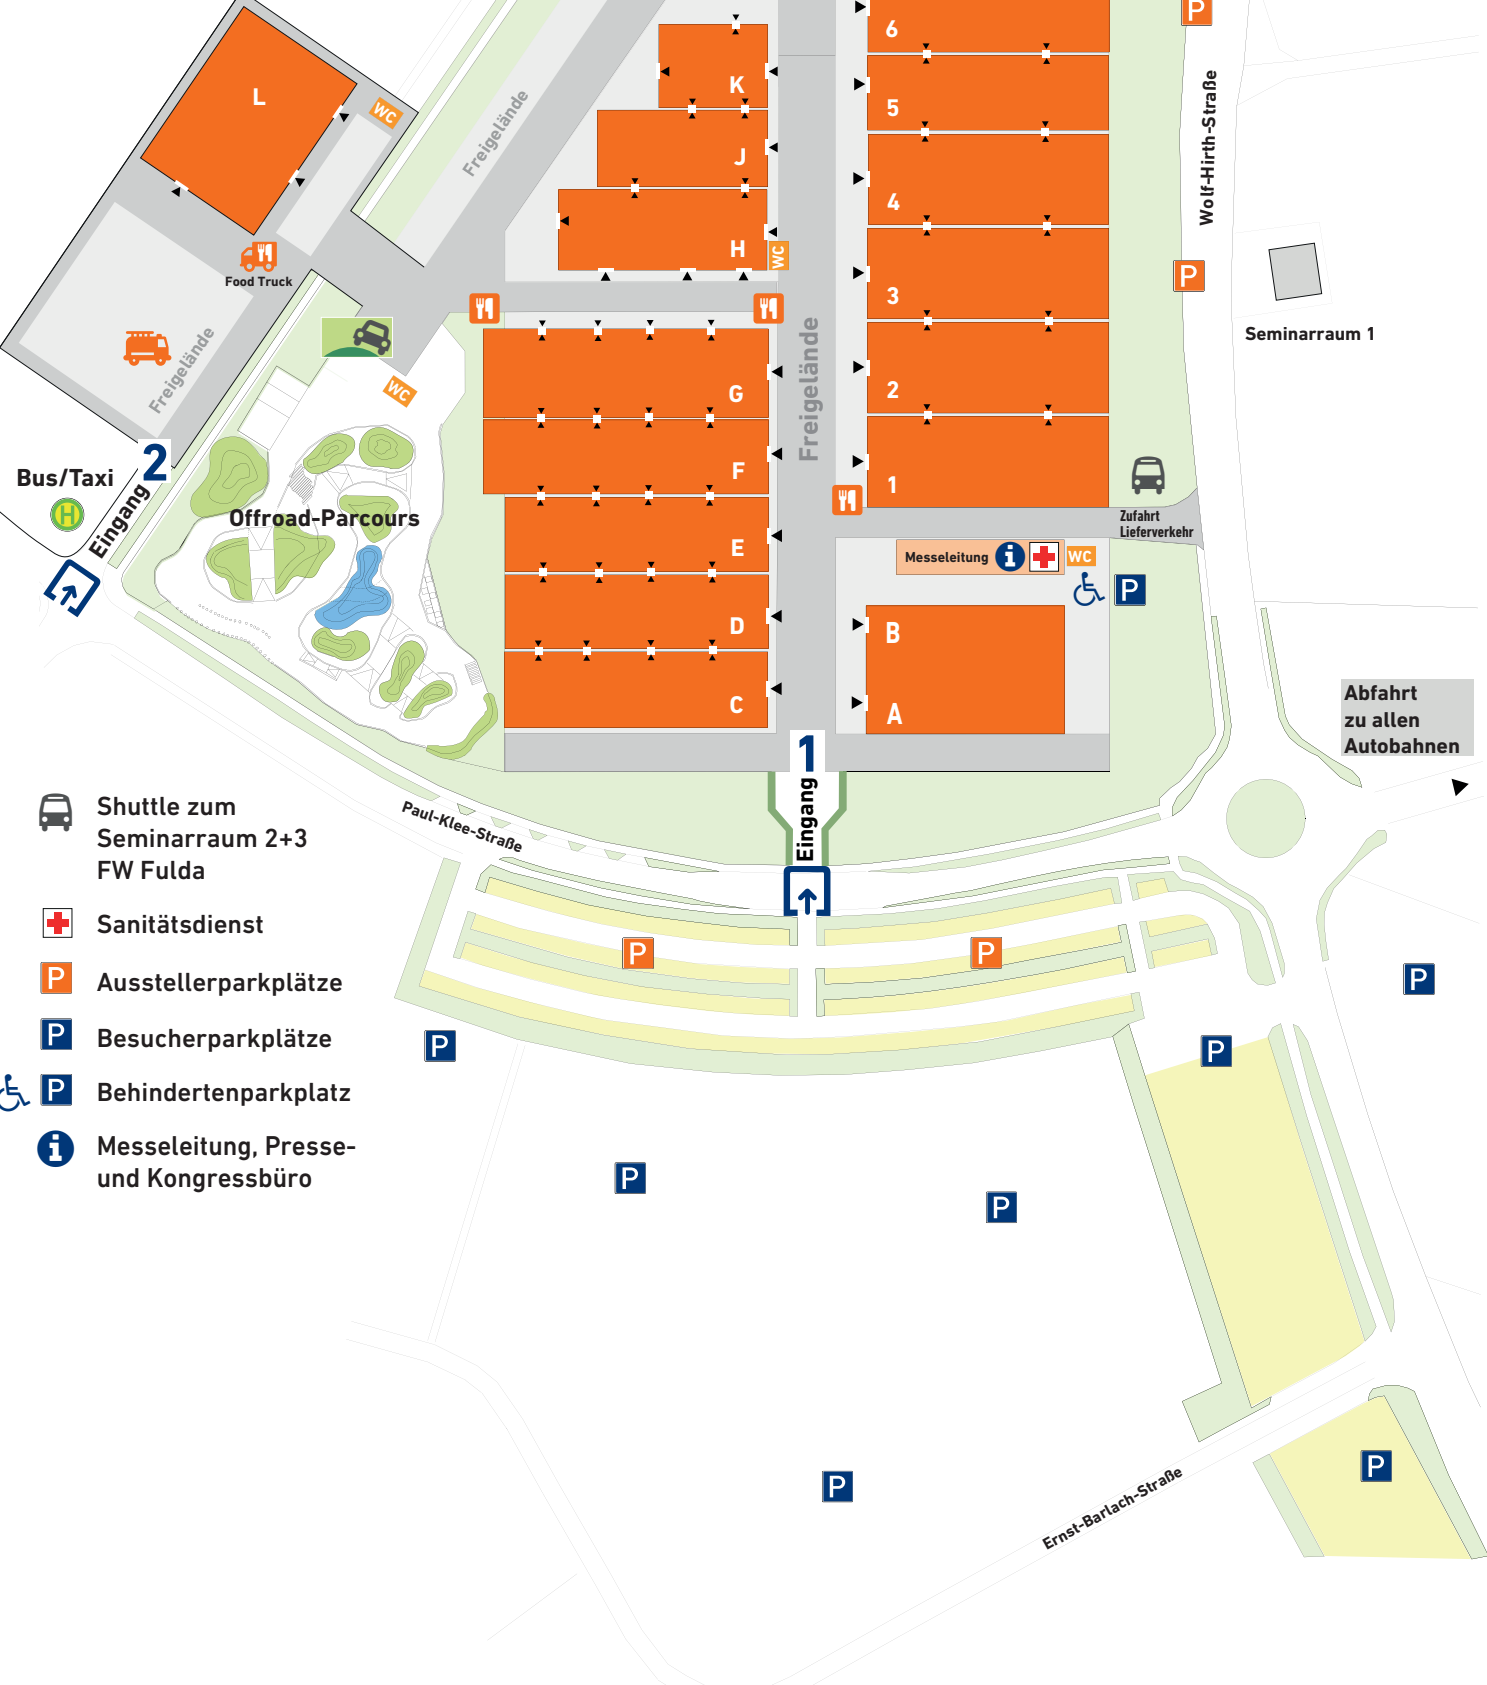 6
P
L
WC
K
5
Freigelände
Wolf-Hirth-Straße
J
4
H
WC
Food Truck
P
3
Freigelände
Seminarraum 1
WC
G
Freigelände
2
2
Eingang
Bus/Taxi
H
F
1
Offroad-Parcours
Zufahrt
Lieferverkehr
E
Messeleitung
i
WC
P
D
B
C
A
Abfahrt
zu allen
Autobahnen
1
Eingang
Paul-Klee-Straße
Shuttle zum
Seminarraum 2+3
FW Fulda
Sanitätsdienst
P
P
P
Ausstellerparkplätze
P
P
Besucherparkplätze
P
P
P
Behindertenparkplatz
i
Messeleitung, Presse-
und Kongressbüro
P
P
P
P
Ernst-Barlach-Straße